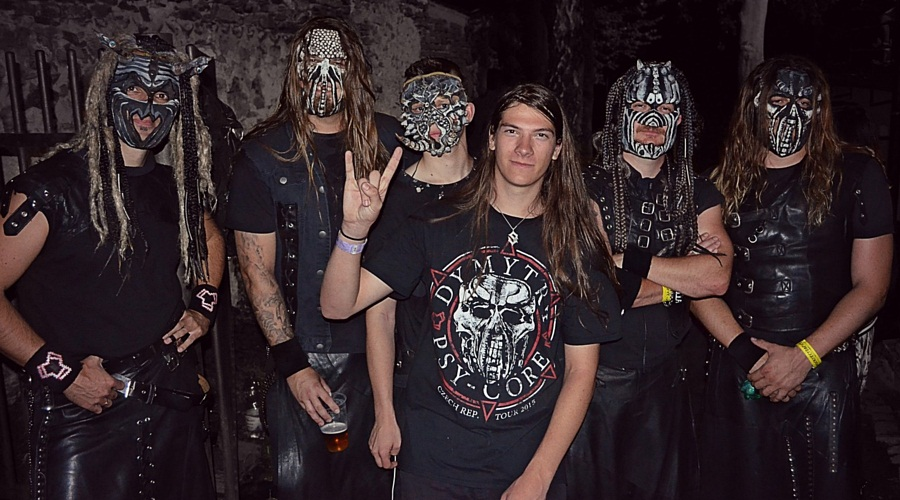 DYMYTRY
PSY-CORE
CZECH REP TOUR 2015